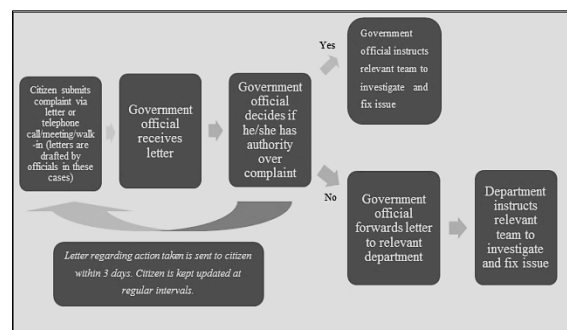 Citizen submits
complaint via
letter or
telephone
call/meeting/walk
-in (letters are
drafted by
officials in these
cases)
Government
official
receives
letter
Government
official
decides if
he/she has
authority
over
complaint
Yes
Government
official instructs
relevant team to
investigate and
fix issue
No
Government
official
forwards letter
to relevant
department
Department
instructs
relevant
team to
investigate
and fix issue
Letter regarding action taken is sent to citizen
within 3 days. Citizen is kept updated at
regular intervals.